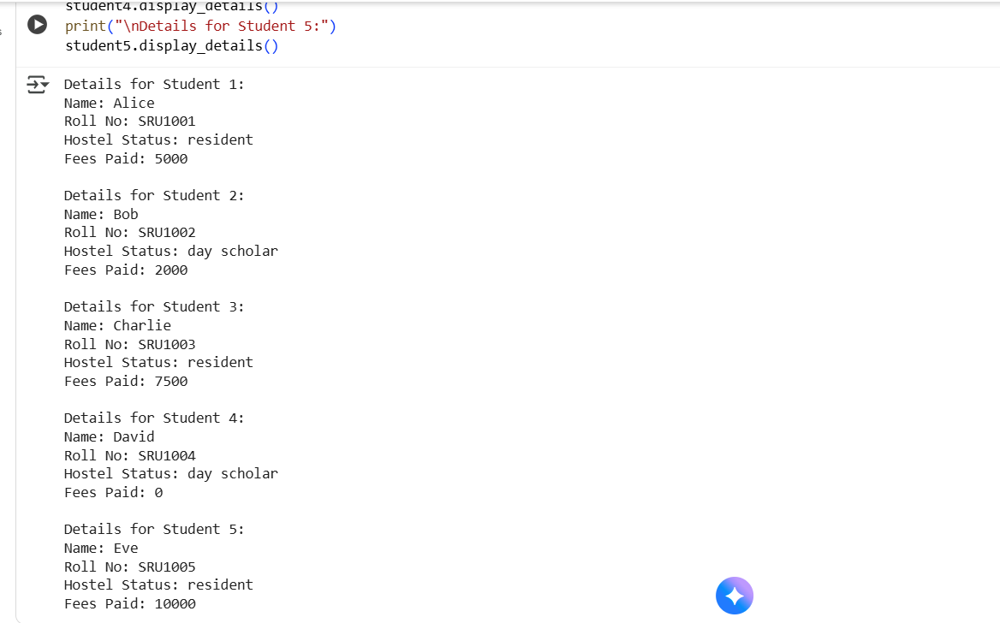 student4.display_details()
print("\nDetails for Student 5:")
student5.display_details()
Details for Student 1:
Name: Alice
Roll No: SRU1001
Hostel Status: resident
Fees Paid: 5000
Details for Student 2:
Name: Bob
Roll No: SRU1002
Hostel Status: day scholar
Fees Paid: 2000
Details for Student 3:
Name: Charlie
Roll No: SRU1003
Hostel Status: resident
Fees Paid: 7500
Details for Student 4:
Name: David
Roll No: SRU1004
Hostel Status: day scholar
Fees Paid: 0
Details for Student 5:
Name: Eve
Roll No: SRU1005
Hostel Status: resident
Fees Paid: 10000